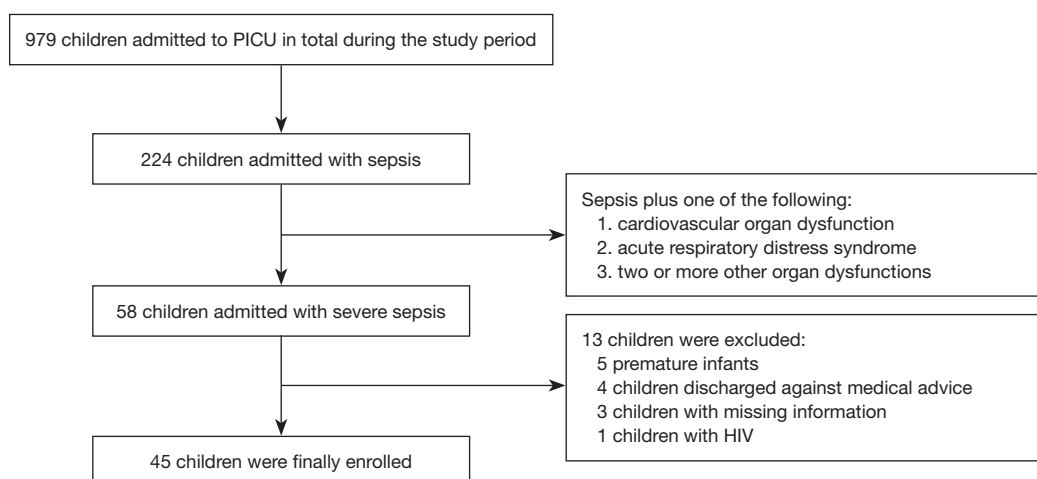 979 children admitted to PICU in total during the study period
224 children admitted with sepsis
Sepsis plus one of the following:
1. cardiovascular organ dysfunction
2. acute respiratory distress syndrome
3. two or more other organ dysfunctions
58 children admitted with severe sepsis
13 children were excluded:
5 premature infants
4 children discharged against medical advice
3 children with missing information
1 children with HIV
45 children were finally enrolled